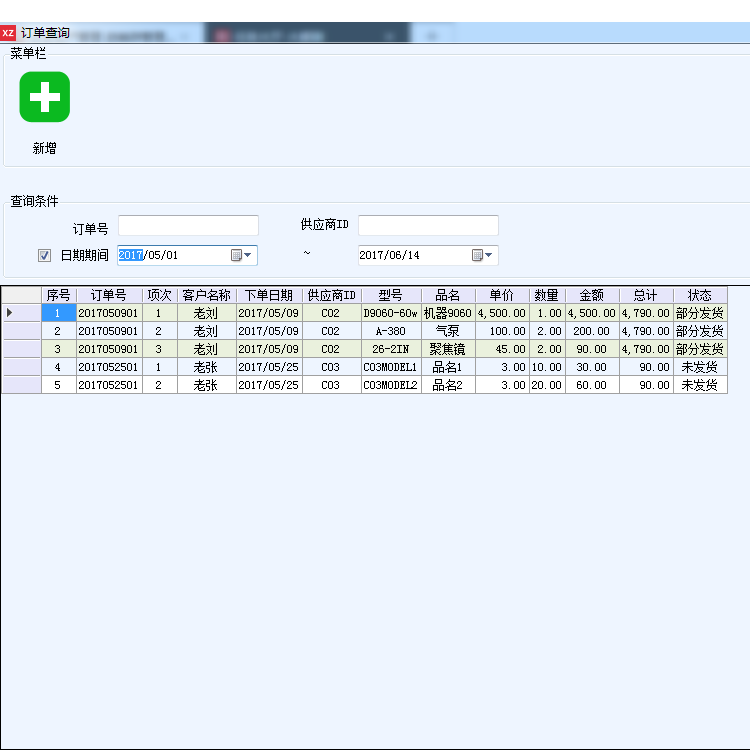 XZ 订单查询
菜单栏
新增
查询条件
订单号 供应商ID
日期期间 2017/05/01 ~ 2017/06/14
序号 订单号 项次 客户名称 下单日期 供应商ID 型号 品名 单价 数量 金额 总计 状态
1 2017050901 1 老刘 2017/05/09 C02 D9060-60w 机器9060 4,500.00 1.00 4,500.00 4,790.00 部分发货
2 2017050901 2 老刘 2017/05/09 C02 A-380 气泵 100.00 2.00 200.00 4,790.00 部分发货
3 2017050901 3 老刘 2017/05/09 C02 26-2IN 聚焦镜 45.00 2.00 90.00 4,790.00 部分发货
4 2017052501 1 老张 2017/05/25 C03 C03MODEL1 品名1 3.00 10.00 30.00 90.00 未发货
5 2017052501 2 老张 2017/05/25 C03 C03MODEL2 品名2 3.00 20.00 60.00 90.00 未发货